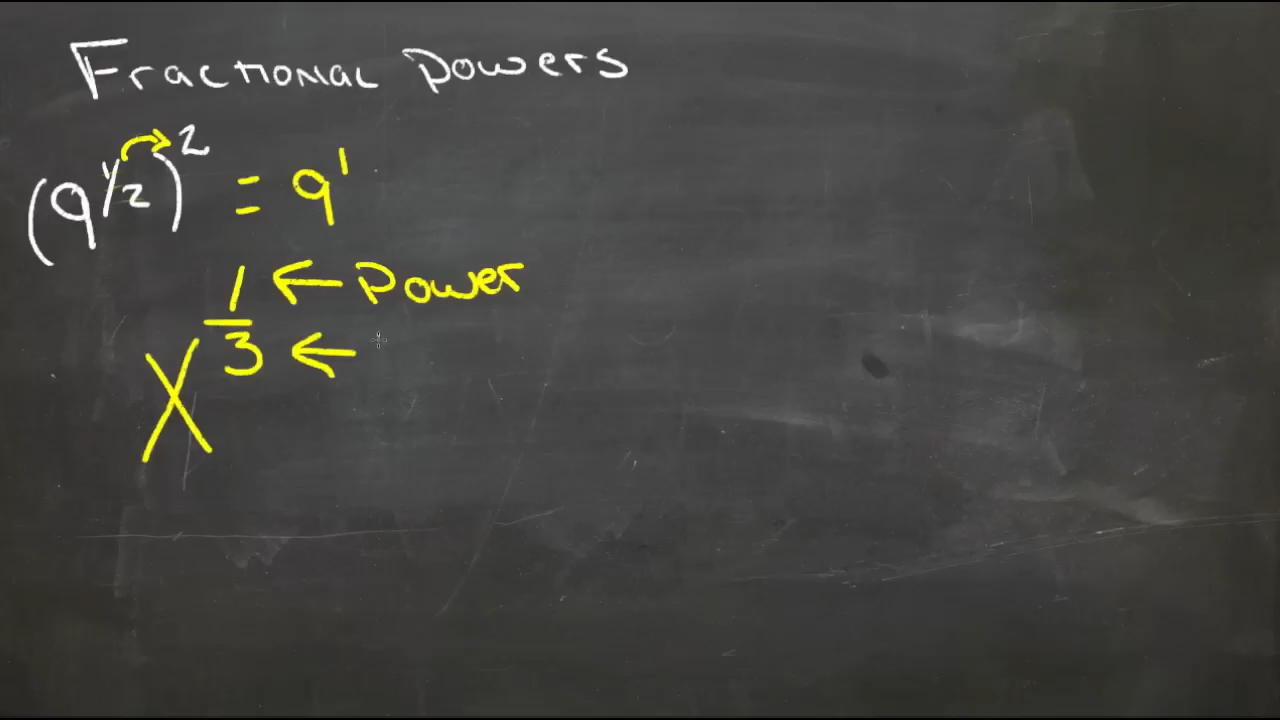 Fractional Powers
(9^1/2)^2 = 9^1
X^1/3 ← Power
←